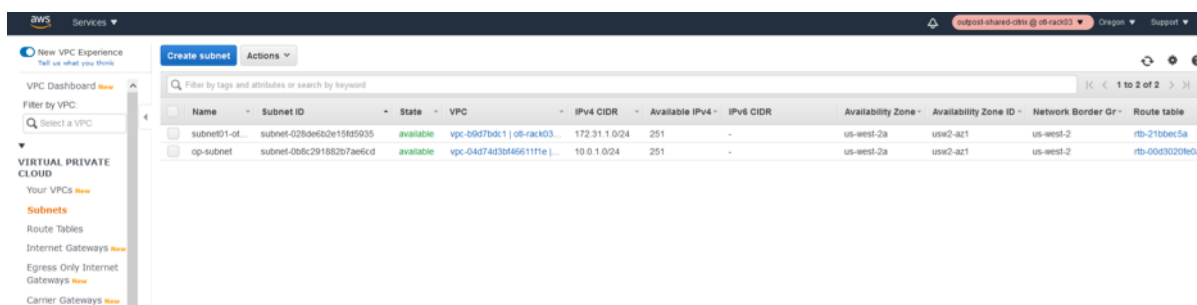 aws Services ▼ outpost-shared-citrix @ otl-rack03 ▼ Oregon ▼ Support ▼
New VPC Experience
Tell us what you think
Create subnet Actions
VPC Dashboard New
Filter by tags and attributes or search by keyword
1 to 2 of 2
Filter by VPC:
Select a VPC
Name Subnet ID State VPC IPv4 CIDR Available IPv4 IPv6 CIDR Availability Zone Availability Zone ID Network Border Gr Route table
subnet01-ot... subnet-028de6b2e15fd5935 available vpc-b9d7bdc1 | otl-rack03... 172.31.1.0/24 251 - us-west-2a usw2-az1 us-west-2 rtb-21bbec5a
op-subnet subnet-0b8c291882b7ae6cd available vpc-04d74d3bf46611f1e |... 10.0.1.0/24 251 - us-west-2a usw2-az1 us-west-2 rtb-00d3020fe0
VIRTUAL PRIVATE
CLOUD
Your VPCs New
Subnets
Route Tables
Internet Gateways New
Egress Only Internet
Gateways New
Carrier Gateways New